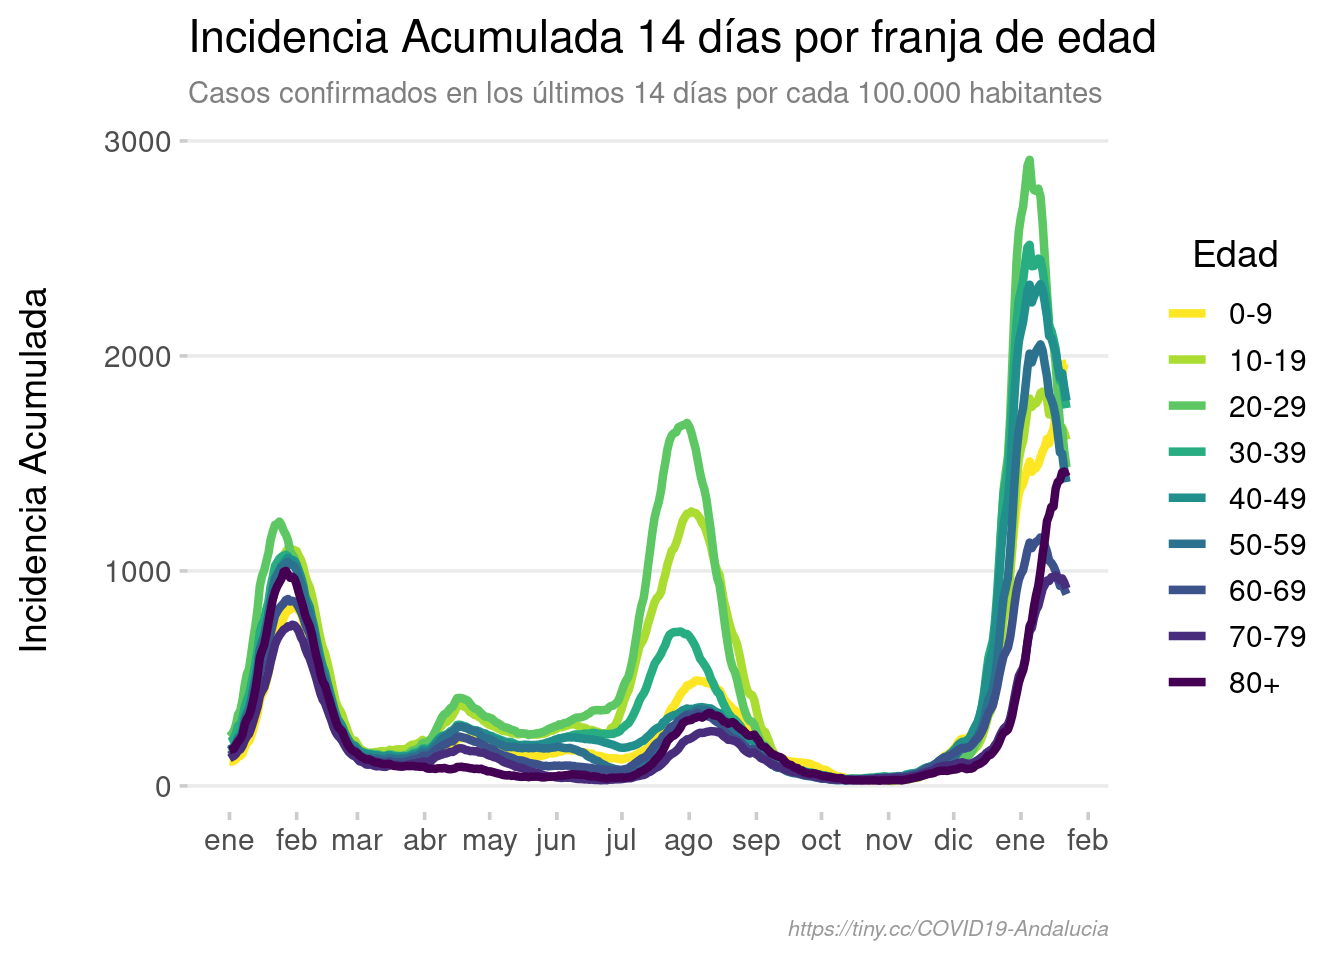 Incidencia Acumulada 14 días por franja de edad
Casos confirmados en los últimos 14 días por cada 100.000 habitantes
Incidencia Acumulada
3000
2000
1000
0
ene feb mar abr may jun jul ago sep oct nov dic ene feb
Edad
0-9
10-19
20-29
30-39
40-49
50-59
60-69
70-79
80+
https://tiny.cc/COVID19-Andalucia